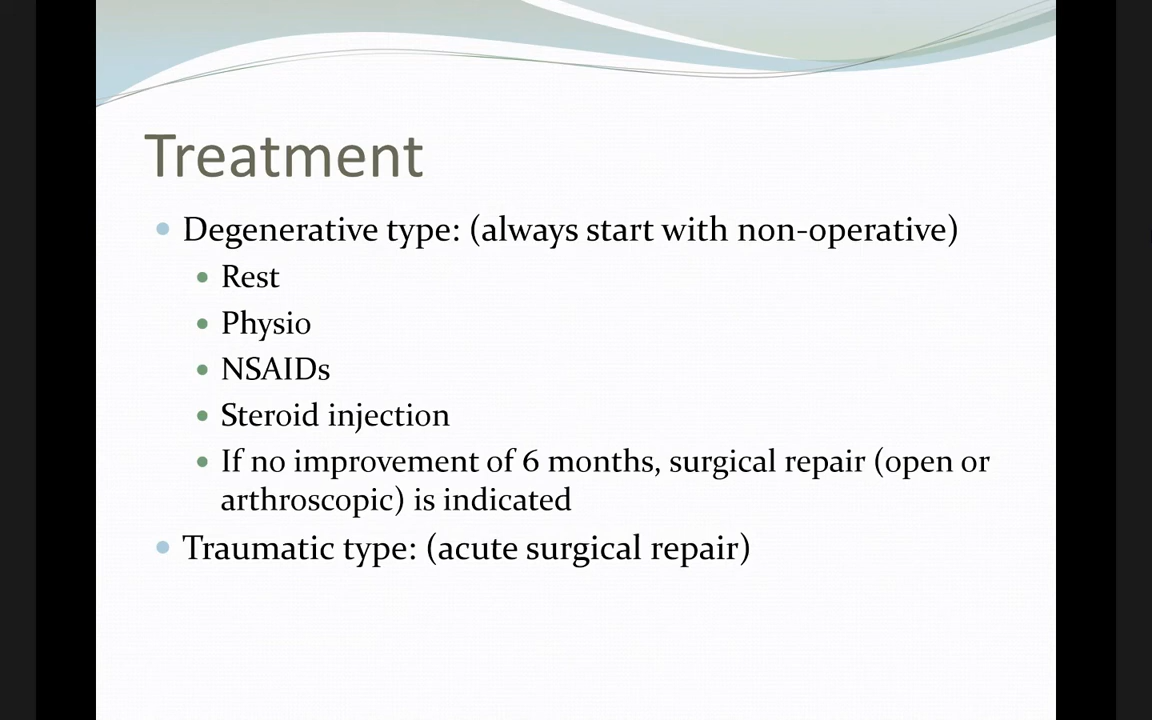 Treatment
Degenerative type: (always start with non-operative)
Rest
Physio
NSAIDs
Steroid injection
If no improvement of 6 months, surgical repair (open or
arthroscopic) is indicated
Traumatic type: (acute surgical repair)